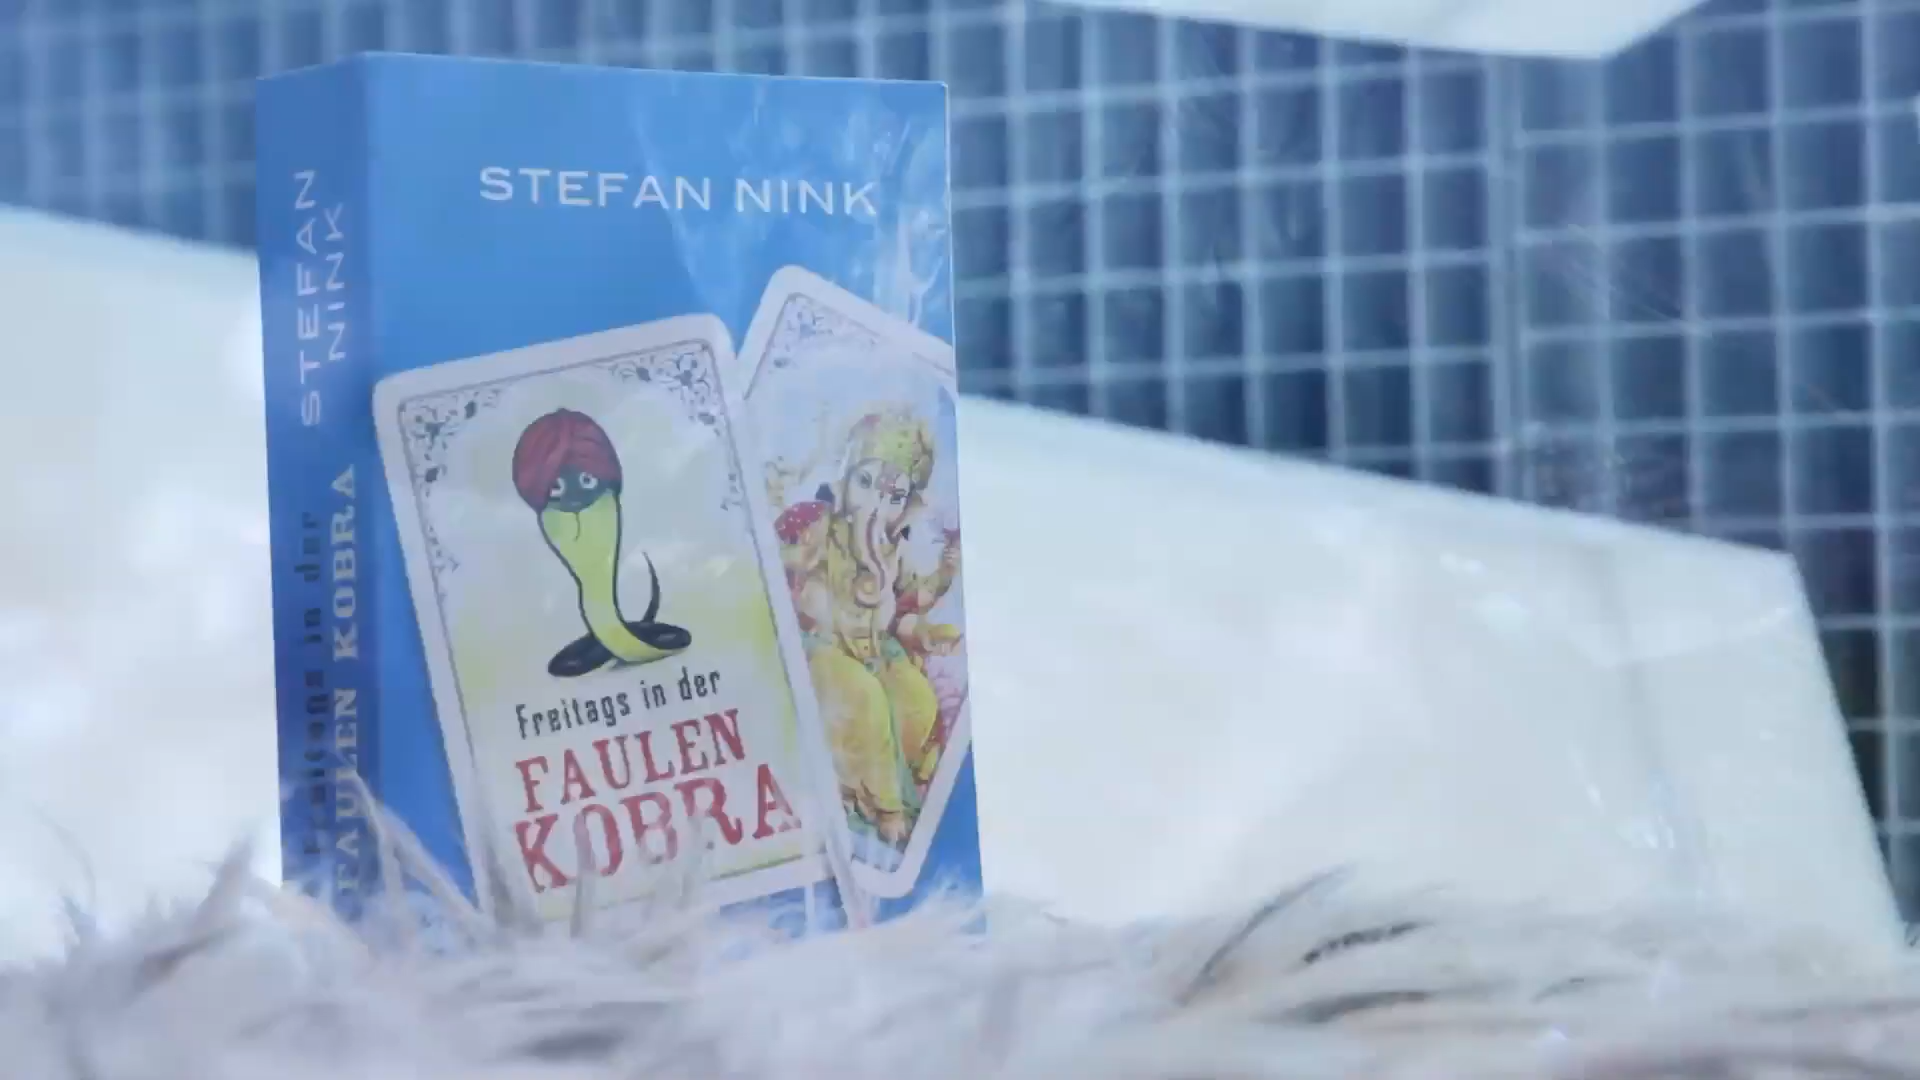 STEFAN
NINK
Freitags in der
FAULEN KOBRA
STEFAN NINK
Freitags in der
FAULEN
KOBRA